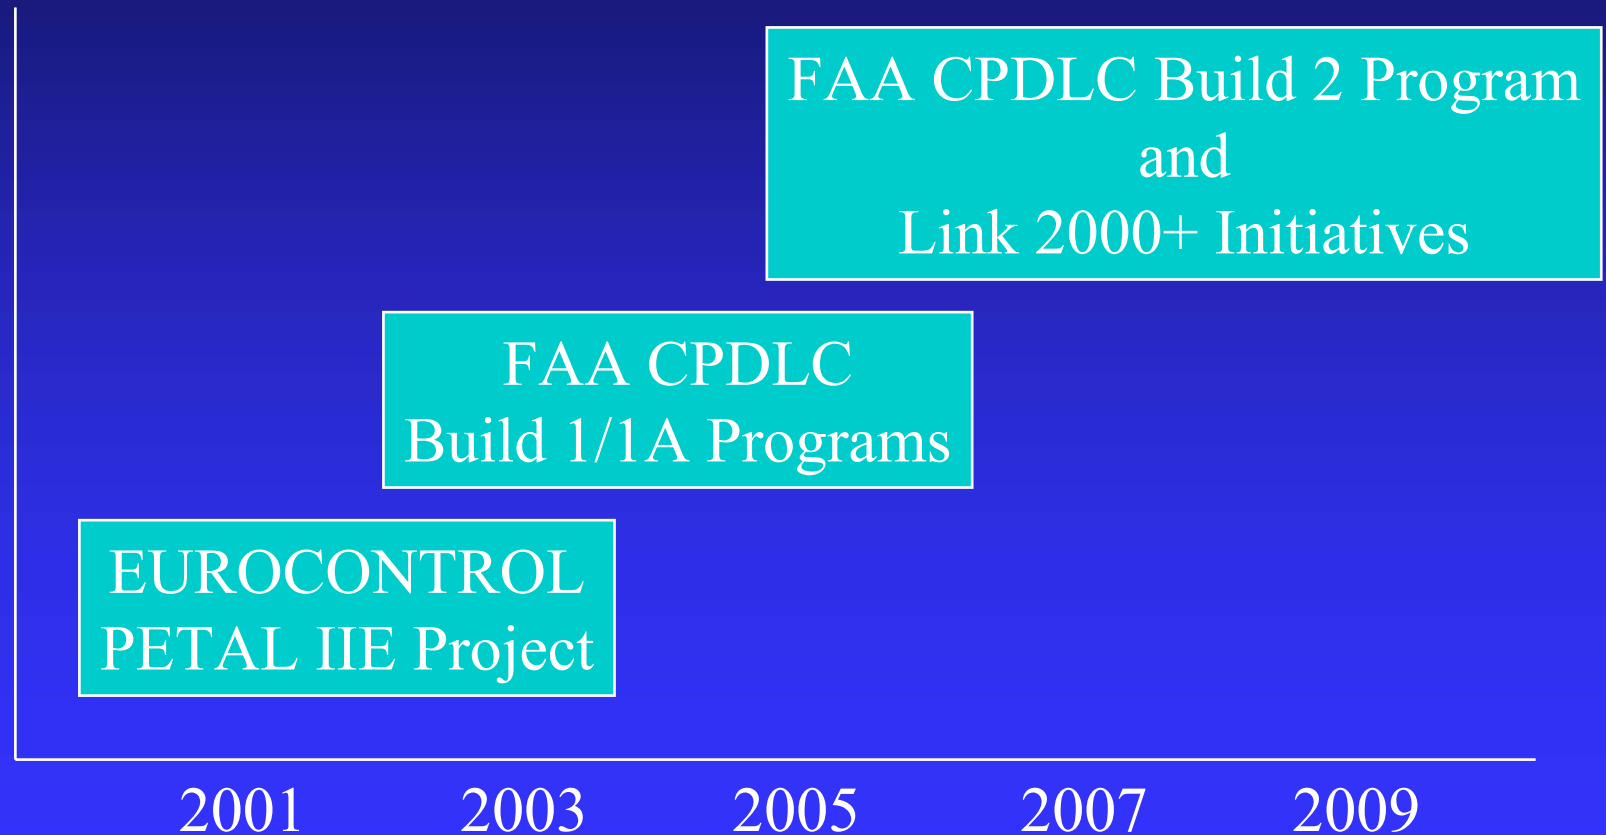 FAA CPDLC Build 2 Program
and
Link 2000+ Initiatives
FAA CPDLC
Build 1/1A Programs
EUROCONTROL
PETAL IIE Project
2001 2003 2005 2007 2009